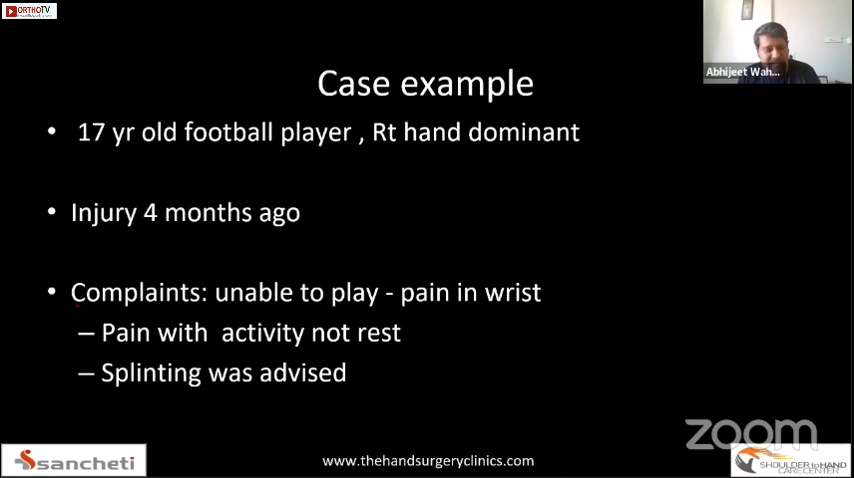 ORTHOTV
Abhijeet Wah...
Case example
• 17 yr old football player , Rt hand dominant
• Injury 4 months ago
• Complaints: unable to play - pain in wrist
– Pain with activity not rest
– Splinting was advised
zoom
sancheti
www.thehandsurgeryclinics.com
SHOULDER to HAND
CARE CENTER